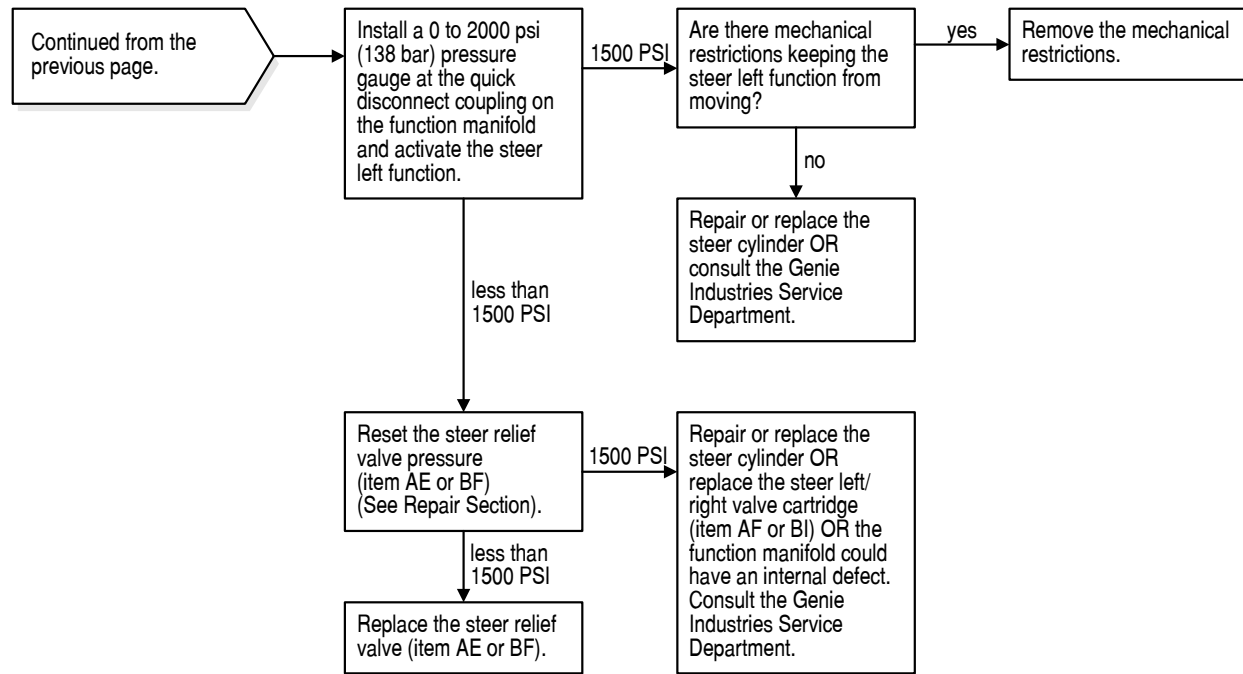 Continued from the
previous page.
Install a 0 to 2000 psi
(138 bar) pressure
gauge at the quick
disconnect coupling on
the function manifold
and activate the steer
left function.
1500 PSI
Are there mechanical
restrictions keeping the
steer left function from
moving?
yes
Remove the mechanical
restrictions.
no
Repair or replace the
steer cylinder OR
consult the Genie
Industries Service
Department.
less than
1500 PSI
Reset the steer relief
valve pressure
(item AE or BF)
(See Repair Section).
1500 PSI
Repair or replace the
steer cylinder OR
replace the steer left/
right valve cartridge
(item AF or BI) OR the
function manifold could
have an internal defect.
Consult the Genie
Industries Service
Department.
less than
1500 PSI
Replace the steer relief
valve (item AE or BF).